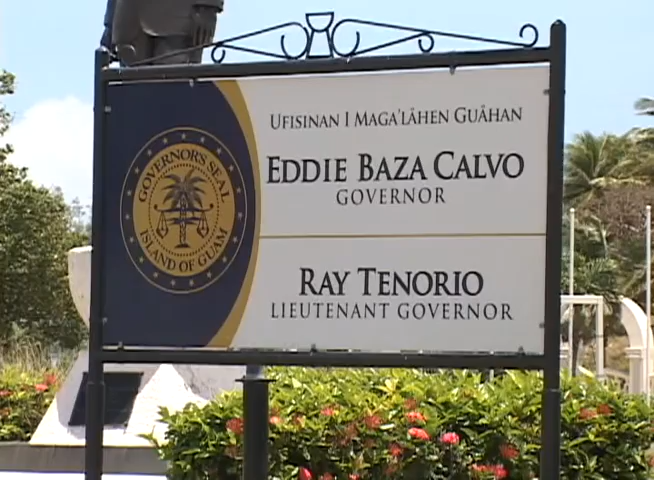 GOVERNOR'S SEAL
ISLAND OF GUAM
UFISINAN I MAGA'LÅHEN GUÅHAN
EDDIE BAZA CALVO
GOVERNOR
RAY TENORIO
LIEUTENANT GOVERNOR